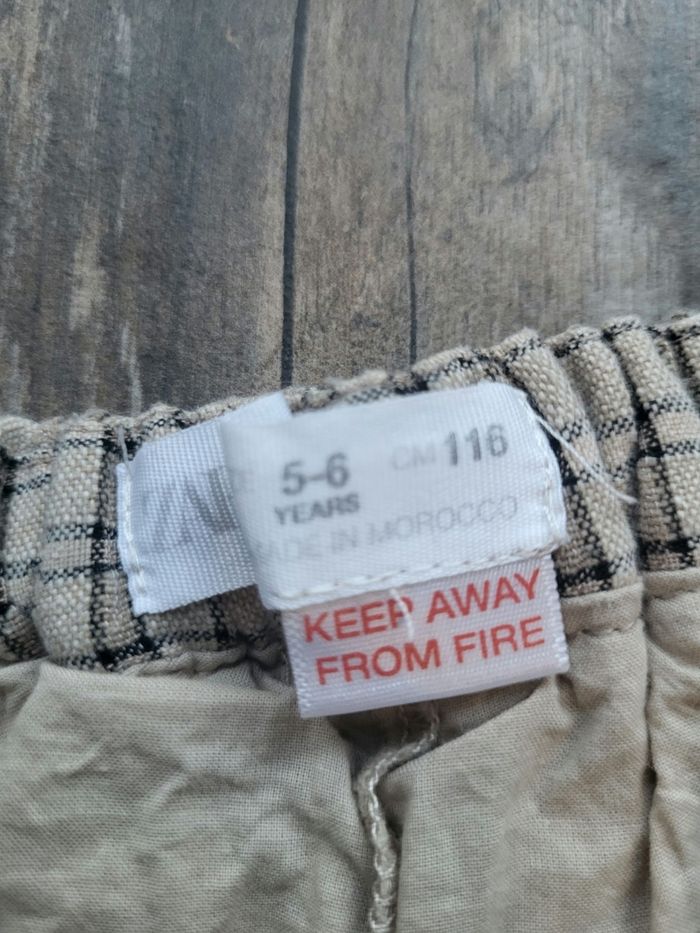 5-6 CM 116
YEARS
MADE IN MOROCCO
KEEP AWAY
FROM FIRE